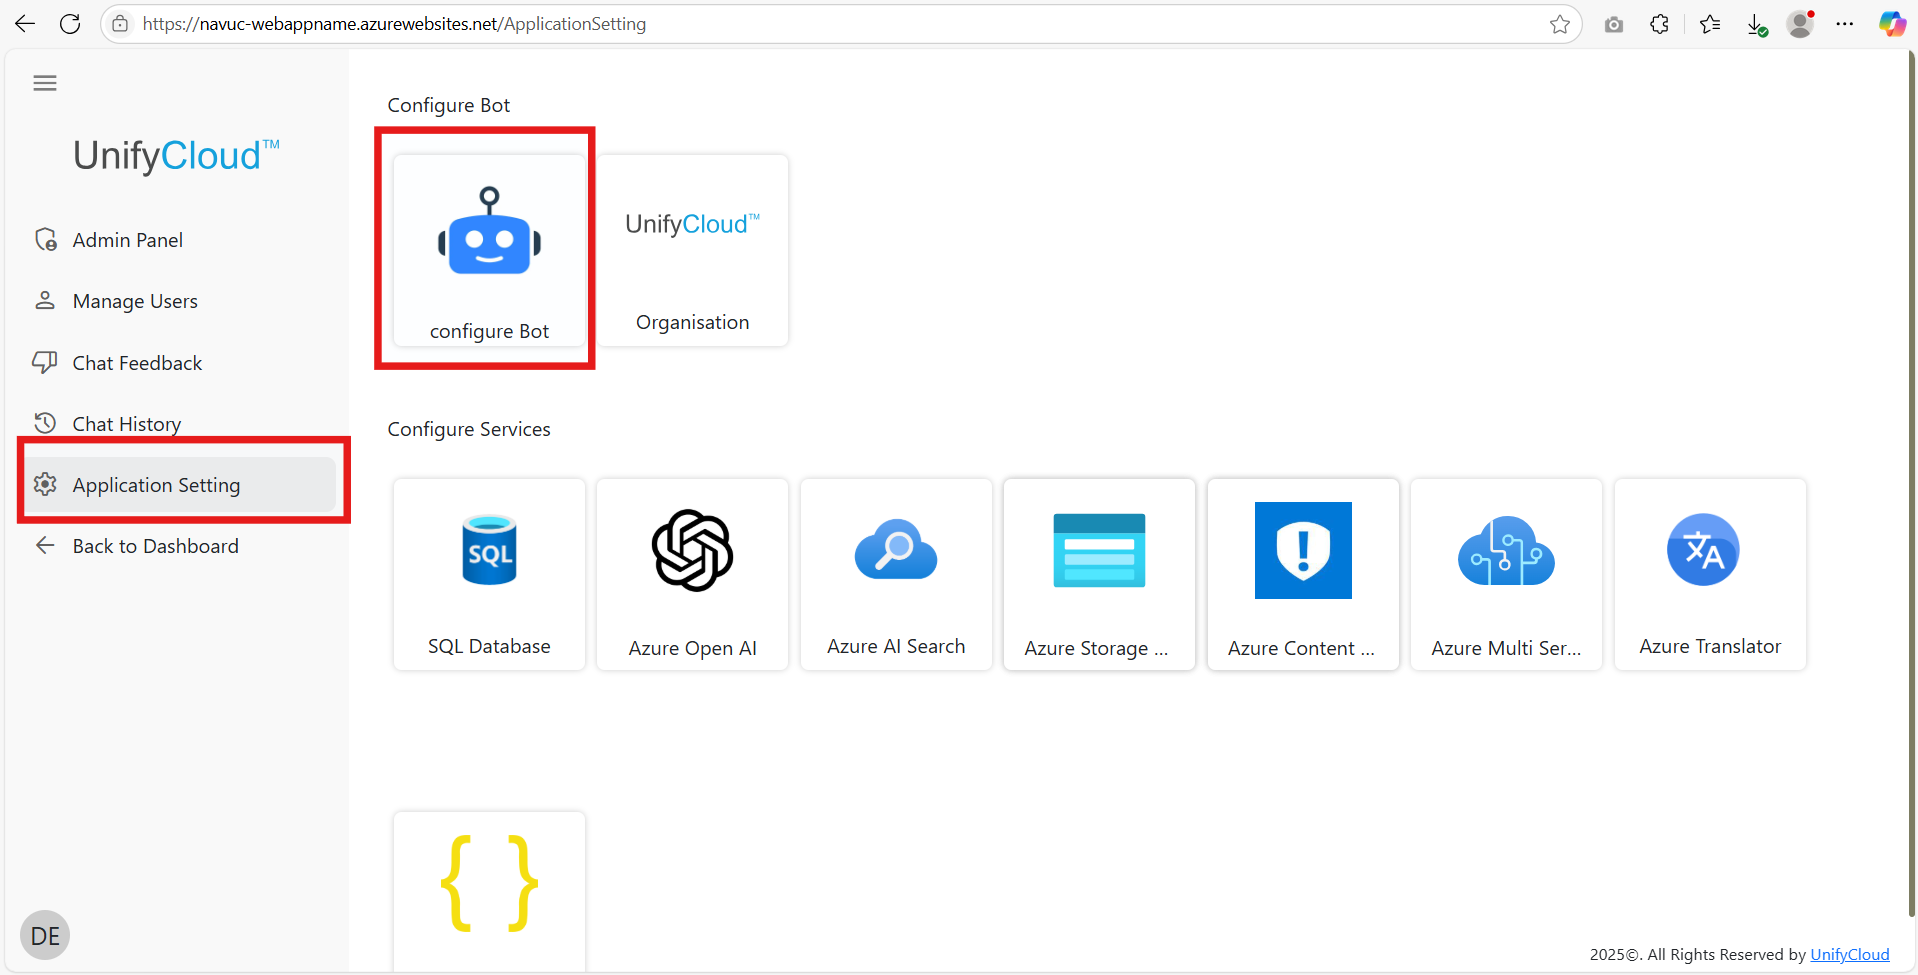 https://navuc-webappname.azurewebsites.net/ApplicationSetting
UnifyCloud™
Admin Panel
Manage Users
Chat Feedback
Chat History
Application Setting
Back to Dashboard
DE
Configure Bot
configure Bot
UnifyCloud™
Organisation
Configure Services
SQL
SQL Database
Azure Open AI
Azure AI Search
Azure Storage ...
Azure Content ...
Azure Multi Ser...
文A
Azure Translator
{ }
2025©. All Rights Reserved by UnifyCloud